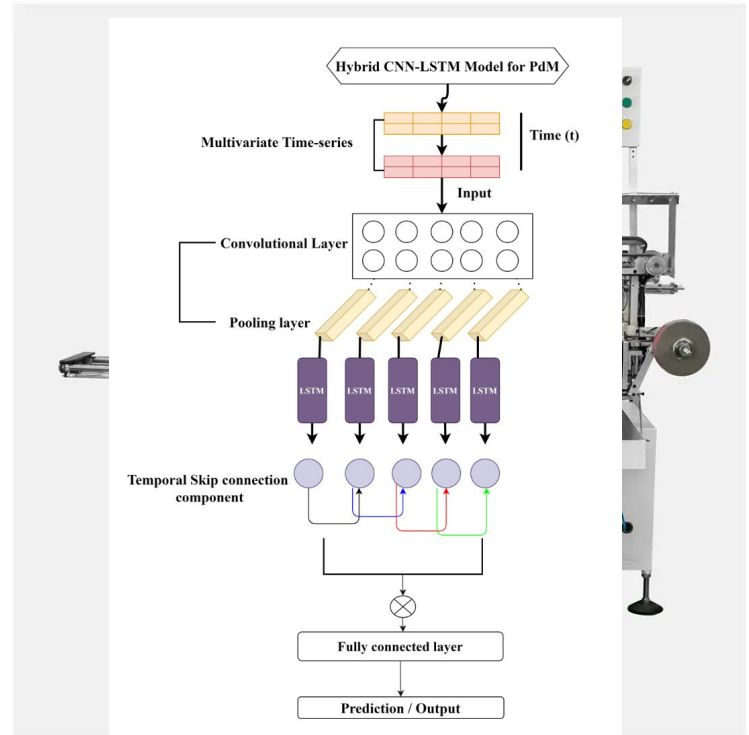 Hybrid CNN-LSTM Model for PdM
Multivariate Time-series
Time (t)
Input
Convolutional Layer
Pooling layer
LSTM
LSTM
LSTM
LSTM
LSTM
Temporal Skip connection
component
Fully connected layer
Prediction / Output